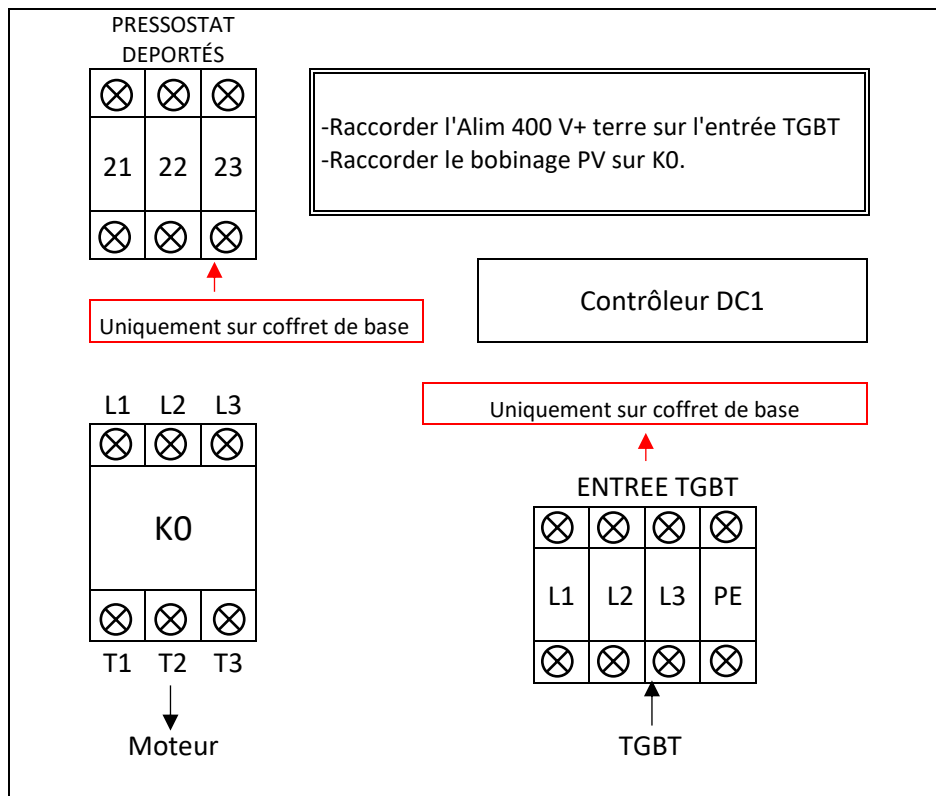 PRESSOSTAT
DEPORTÉS
21 22 23
-Raccorder l'Alim 400 V+ terre sur l'entrée TGBT
-Raccorder le bobinage PV sur K0.
Uniquement sur coffret de base
Contrôleur DC1
L1 L2 L3
K0
T1 T2 T3
Moteur
Uniquement sur coffret de base
ENTREE TGBT
L1 L2 L3 PE
TGBT